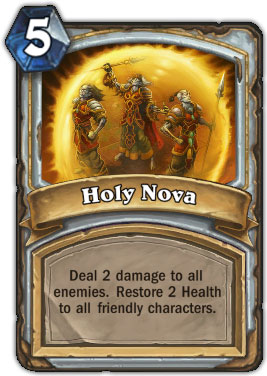 5
Holy Nova
Deal 2 damage to all
enemies. Restore 2 Health
to all friendly characters.